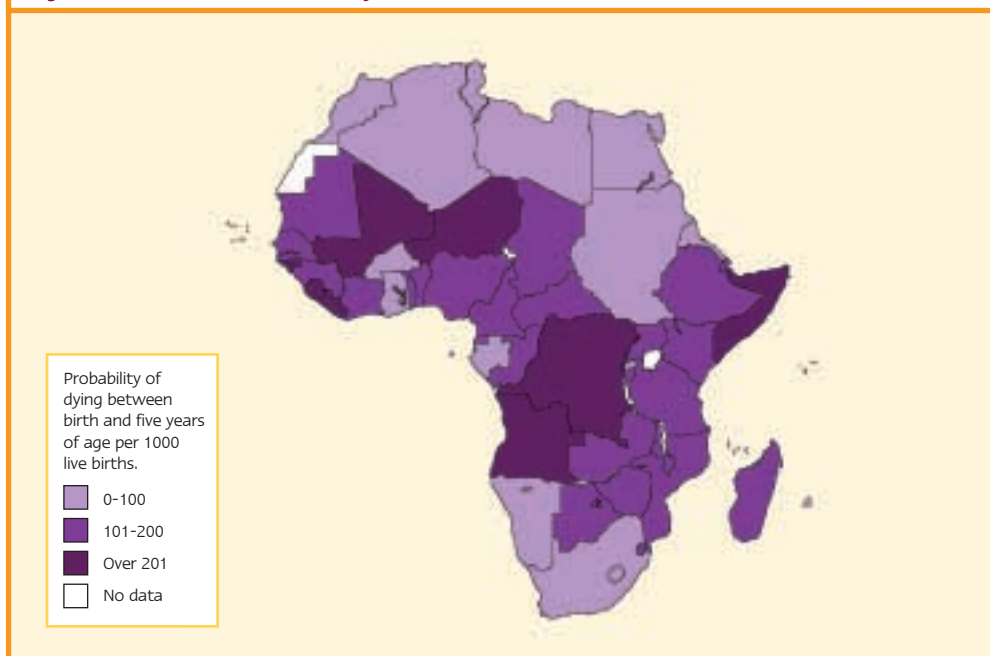 Probability of
dying between
birth and five years
of age per 1000
live births.
0-100
101-200
Over 201
No data